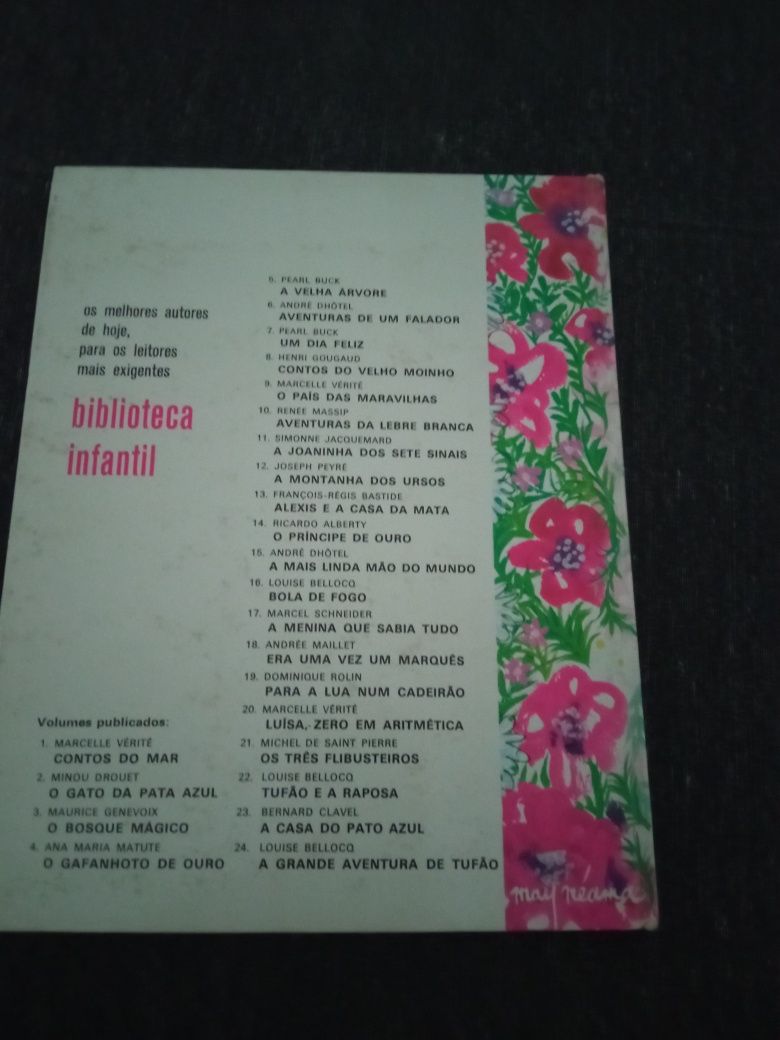 os melhores autores
de hoje,
para os leitores
mais exigentes
biblioteca
infantil
Volumes publicados:
1. MARCELLE VÉRITÉ
CONTOS DO MAR
2. MINOU DROUET
O GATO DA PATA AZUL
3. MAURICE GENEVOIX
O BOSQUE MÁGICO
4. ANA MARIA MATUTE
O GAFANHOTO DE OURO
5. PEARL BUCK
A VELHA ÁRVORE
6. ANDRÉ DHÔTEL
AVENTURAS DE UM FALADOR
7. PEARL BUCK
UM DIA FELIZ
8. HENRI GOUGAUD
CONTOS DO VELHO MOINHO
9. MARCELLE VÉRITÉ
O PAÍS DAS MARAVILHAS
10. RENÉE MASSIP
AVENTURAS DA LEBRE BRANCA
11. SIMONNE JACQUEMARD
A JOANINHA DOS SETE SINAIS
12. JOSEPH PEYRÉ
A MONTANHA DOS URSOS
13. FRANÇOIS-RÉGIS BASTIDE
ALEXIS E A CASA DA MATA
14. RICARDO ALBERTY
O PRÍNCIPE DE OURO
15. ANDRÉ DHÔTEL
A MAIS LINDA MÃO DO MUNDO
16. LOUISE BELLOCQ
BOLA DE FOGO
17. MARCEL SCHNEIDER
A MENINA QUE SABIA TUDO
18. ANDRÉE MAILLET
ERA UMA VEZ UM MARQUÊS
19. DOMINIQUE ROLIN
PARA A LUA NUM CADEIRÃO
20. MARCELLE VÉRITÉ
LUÍSA, ZERO EM ARITMÉTICA
21. MICHEL DE SAINT PIERRE
OS TRÊS FLIBUSTEIROS
22. LOUISE BELLOCQ
TUFÃO E A RAPOSA
23. BERNARD CLAVEL
A CASA DO PATO AZUL
24. LOUISE BELLOCQ
A GRANDE AVENTURA DE TUFÃO
may néama